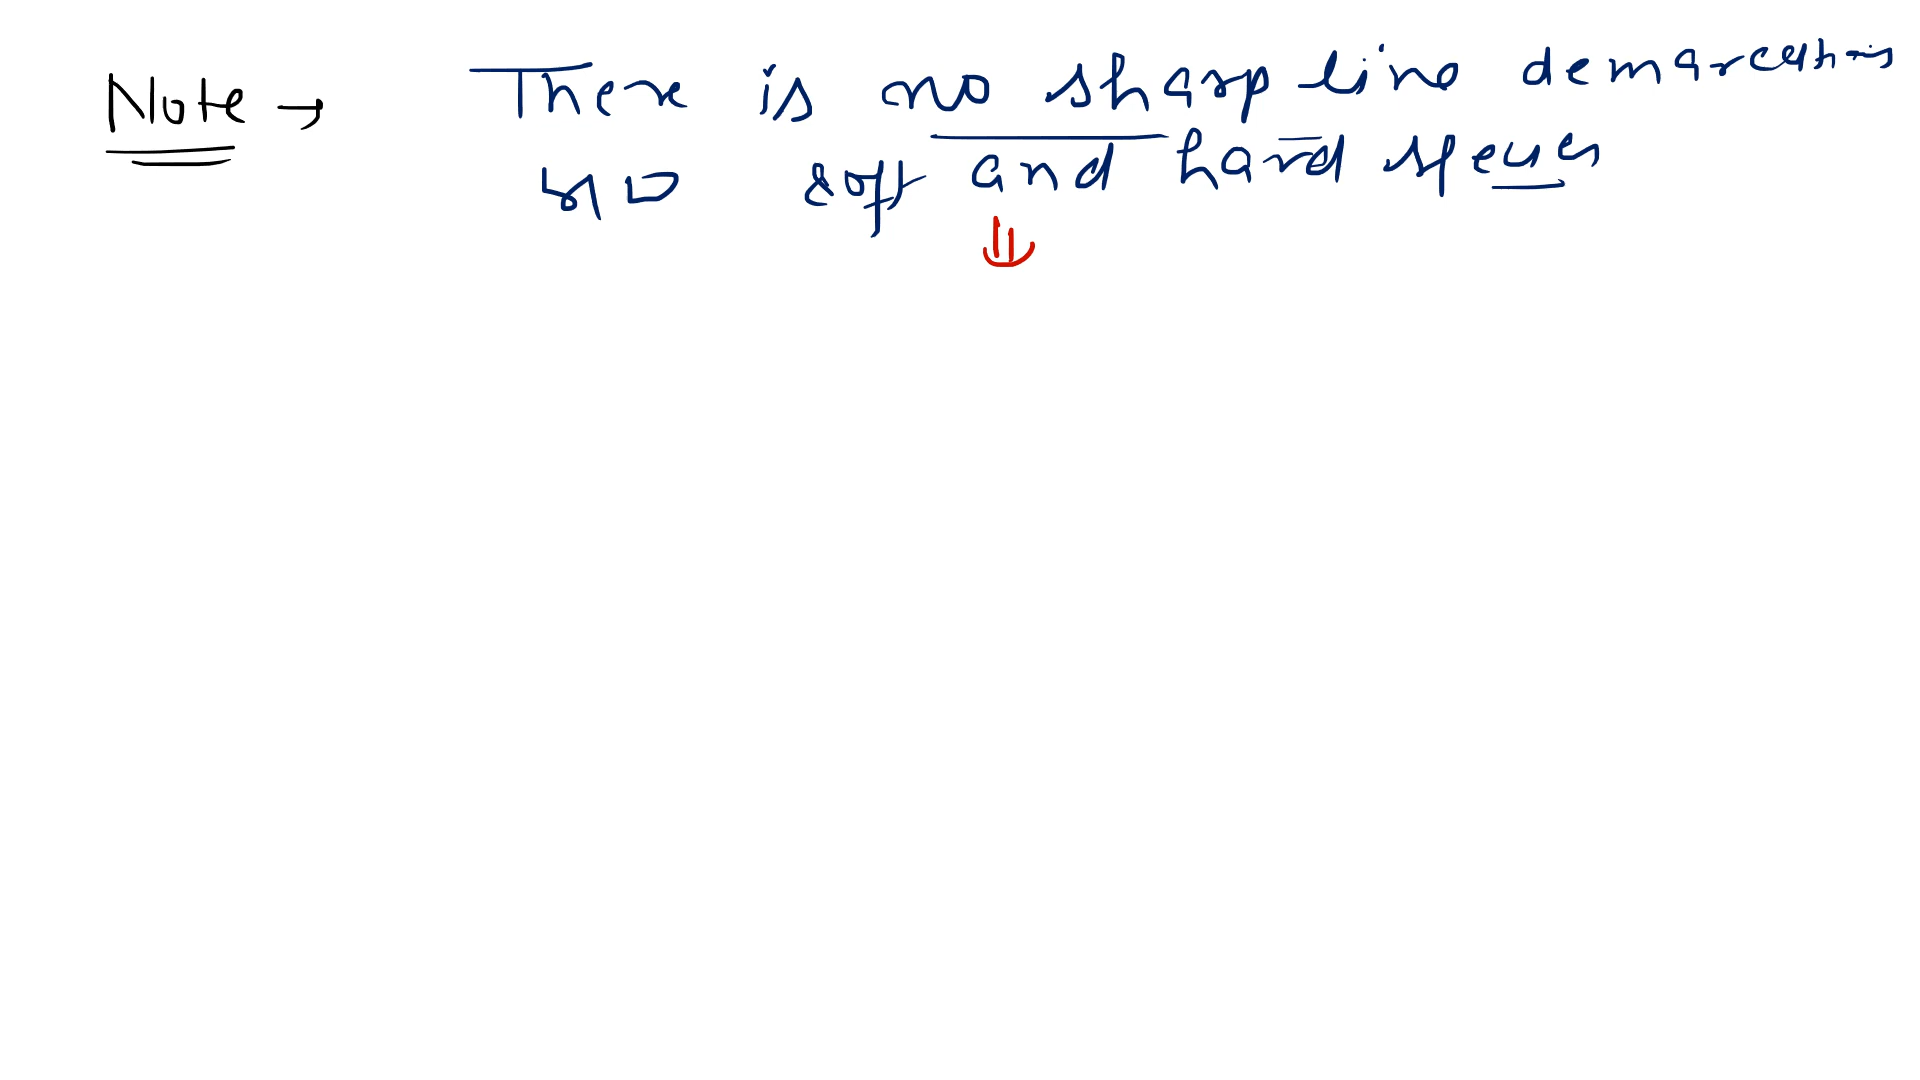 Note → There is no sharp line demarcation
soft and hard species